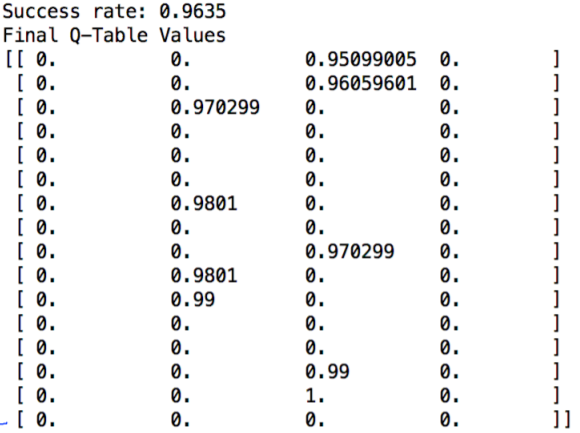 Success rate: 0.9635
Final Q-Table Values
[[ 0. 0. 0.95099005 0. ]
[ 0. 0. 0.96059601 0. ]
[ 0. 0.970299 0. 0. ]
[ 0. 0. 0. 0. ]
[ 0. 0. 0. 0. ]
[ 0. 0. 0. 0. ]
[ 0. 0.9801 0. 0. ]
[ 0. 0. 0. 0. ]
[ 0. 0. 0.970299 0. ]
[ 0. 0.9801 0. 0. ]
[ 0. 0.99 0. 0. ]
[ 0. 0. 0. 0. ]
[ 0. 0. 0. 0. ]
[ 0. 0. 0.99 0. ]
[ 0. 0. 1. 0. ]
[ 0. 0. 0. 0. ]]